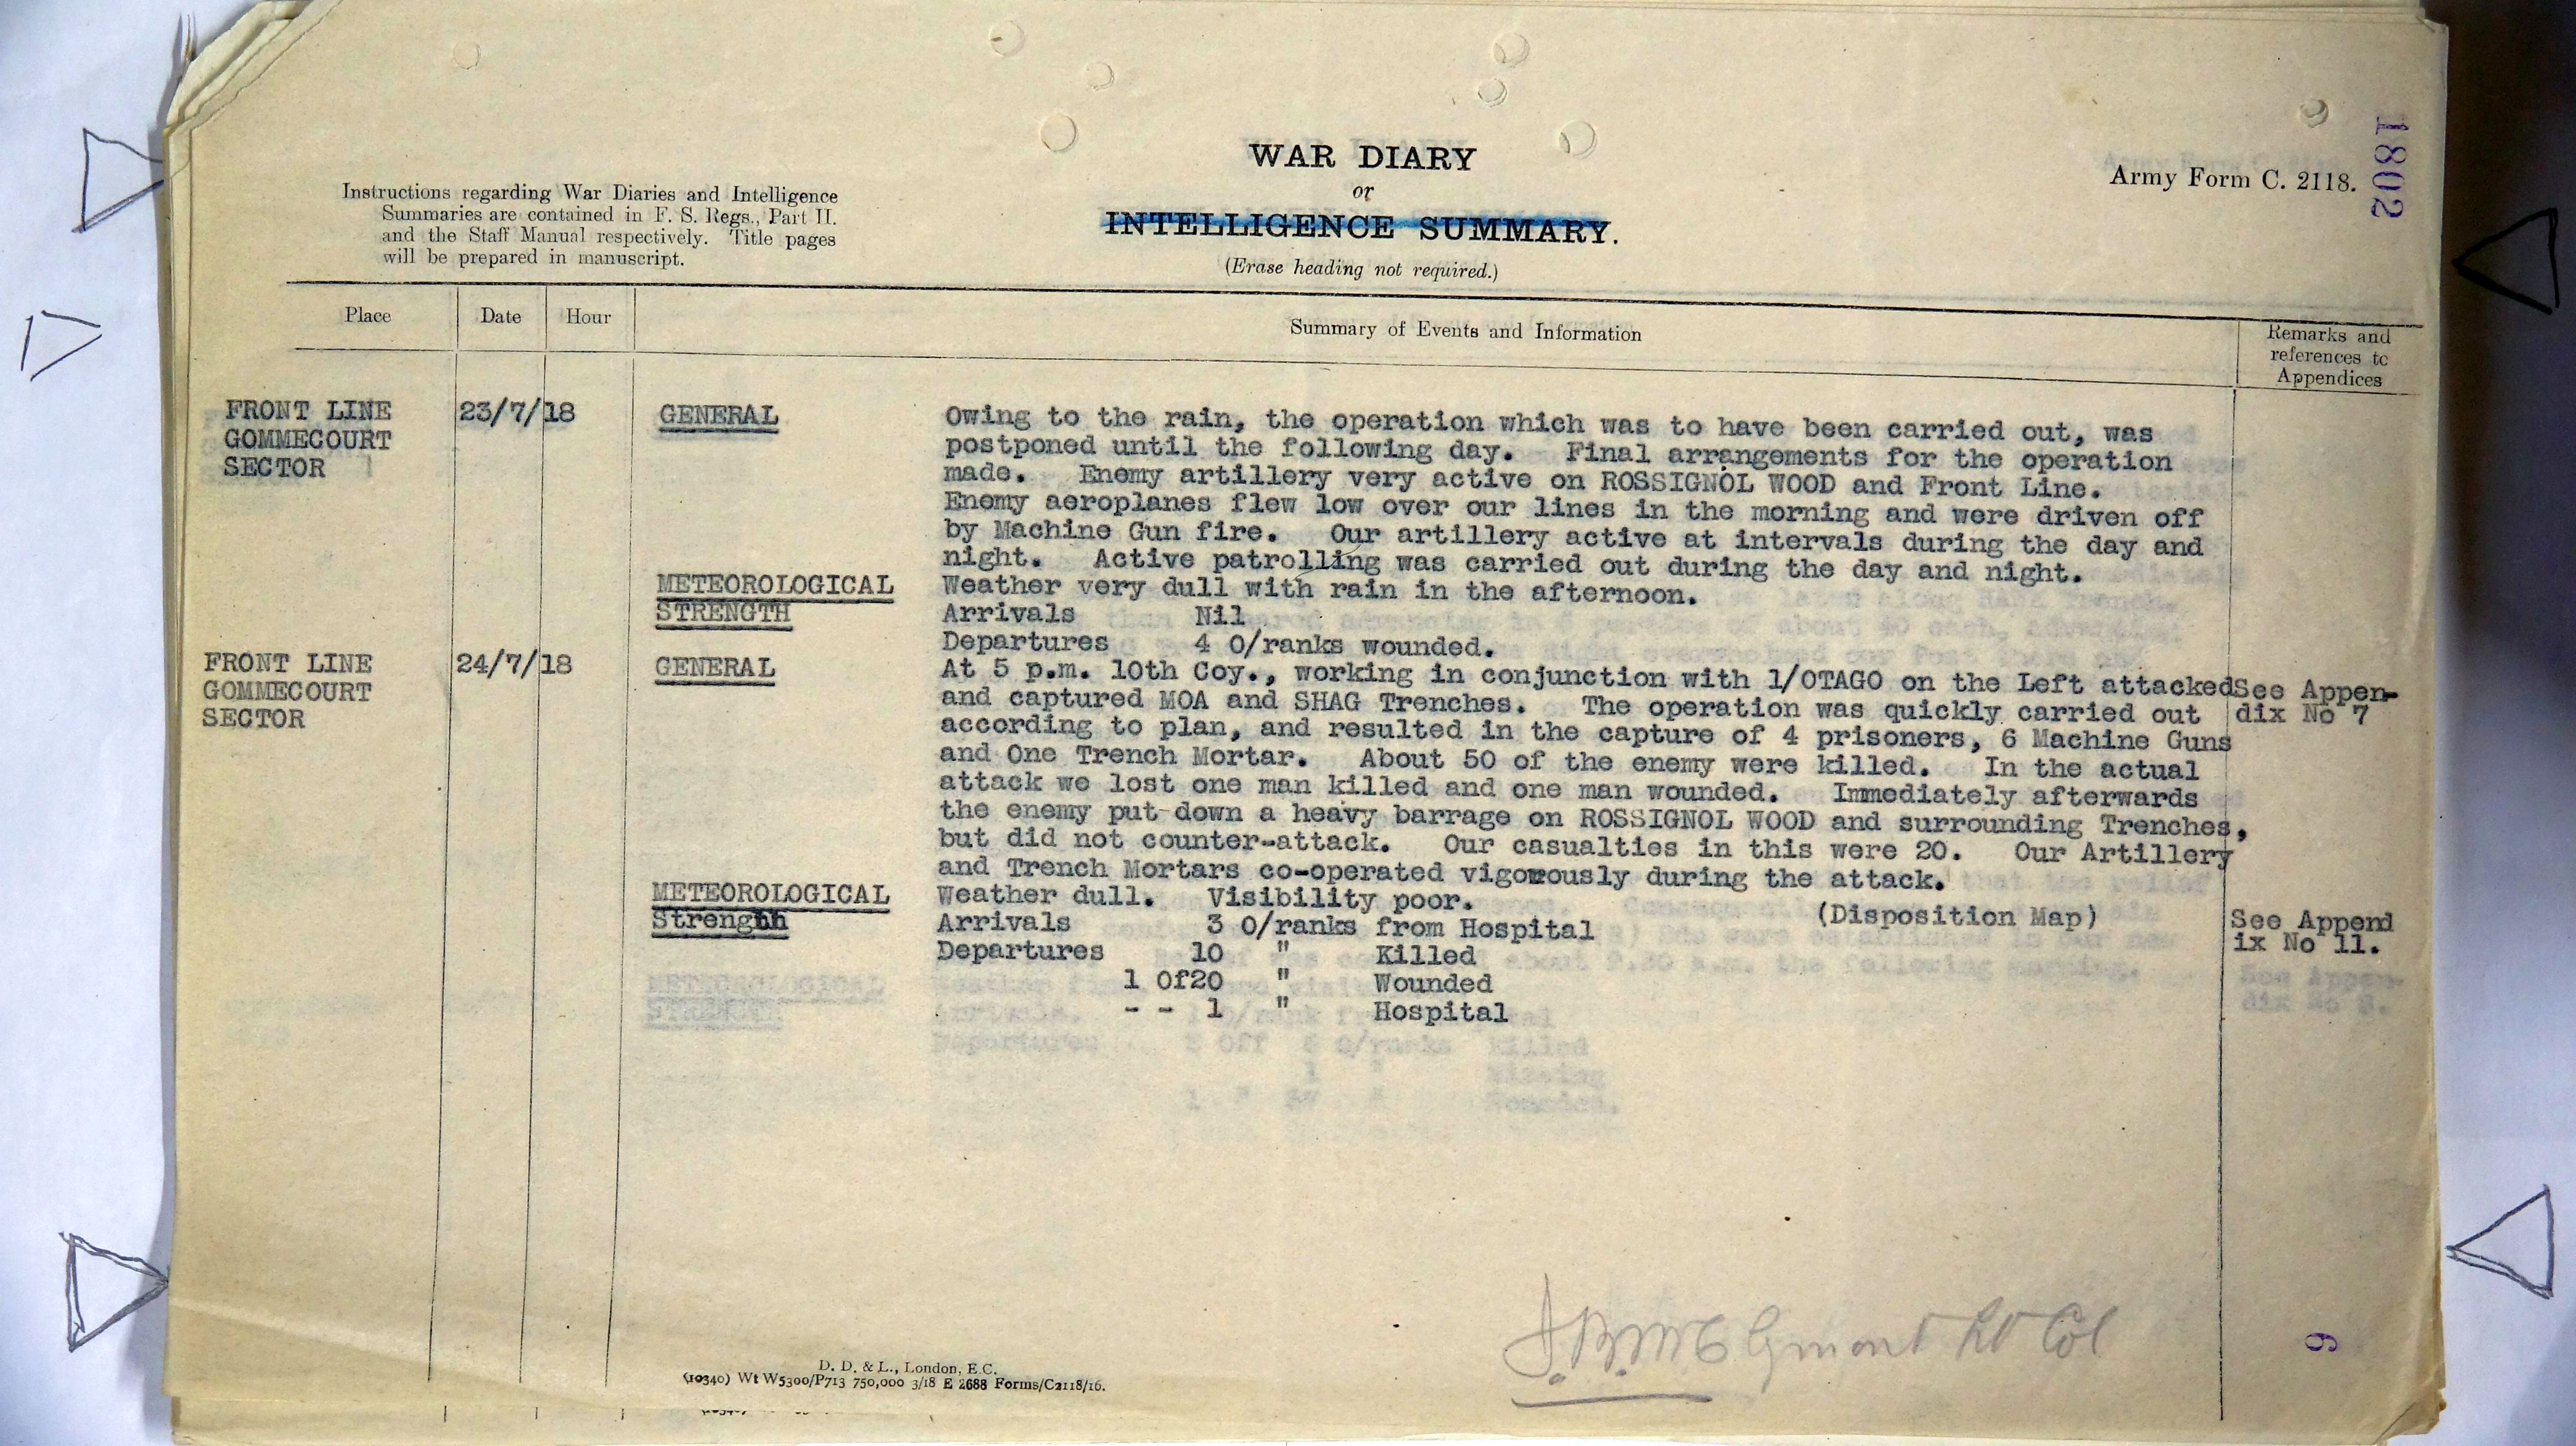 1802
WAR DIARY
or
INTELLIGENCE SUMMARY.
(Erase heading not required.)
Army Form C. 2118.
Instructions regarding War Diaries and Intelligence
Summaries are contained in F. S. Regs., Part II.
and the Staff Manual respectively. Title pages
will be prepared in manuscript.
Place Date Hour Summary of Events and Information Remarks and
references to
Appendices
FRONT LINE 23/7/18 GENERAL Owing to the rain, the operation which was to have been carried out, was
GOMMECOURT postponed until the following day. Final arrangements for the operation
SECTOR made. Enemy artillery very active on ROSSIGNOL WOOD and Front Line.
Enemy aeroplanes flew low over our lines in the morning and were driven off
by Machine Gun fire. Our artillery active at intervals during the day and
night. Active patrolling was carried out during the day and night.
METEOROLOGICAL Weather very dull with rain in the afternoon.
STRENGTH Arrivals Nil
Departures 4 O/ranks wounded.
FRONT LINE 24/7/18 GENERAL At 5 p.m. 10th Coy., working in conjunction with 1/OTAGO on the Left attacked See Appen-
GOMMECOURT and captured MOA and SHAG Trenches. The operation was quickly carried out dix No 7
SECTOR according to plan, and resulted in the capture of 4 prisoners, 6 Machine Guns
and One Trench Mortar. About 50 of the enemy were killed. In the actual
attack we lost one man killed and one man wounded. Immediately afterwards
the enemy put down a heavy barrage on ROSSIGNOL WOOD and surrounding Trenches,
but did not counter-attack. Our casualties in this were 20. Our Artillery
and Trench Mortars co-operated vigorously during the attack.
METEOROLOGICAL Weather dull. Visibility poor.
Strength Arrivals 3 O/ranks from Hospital (Disposition Map) See Append
Departures 10 " Killed ix No 11.
1 Of20 " Wounded
- - 1 " Hospital
Lt Col
9
D. D. & L., London, E.C.
(10340) Wt W5300/P713 750,000 3/18 E 2688 Forms/C2118/16.